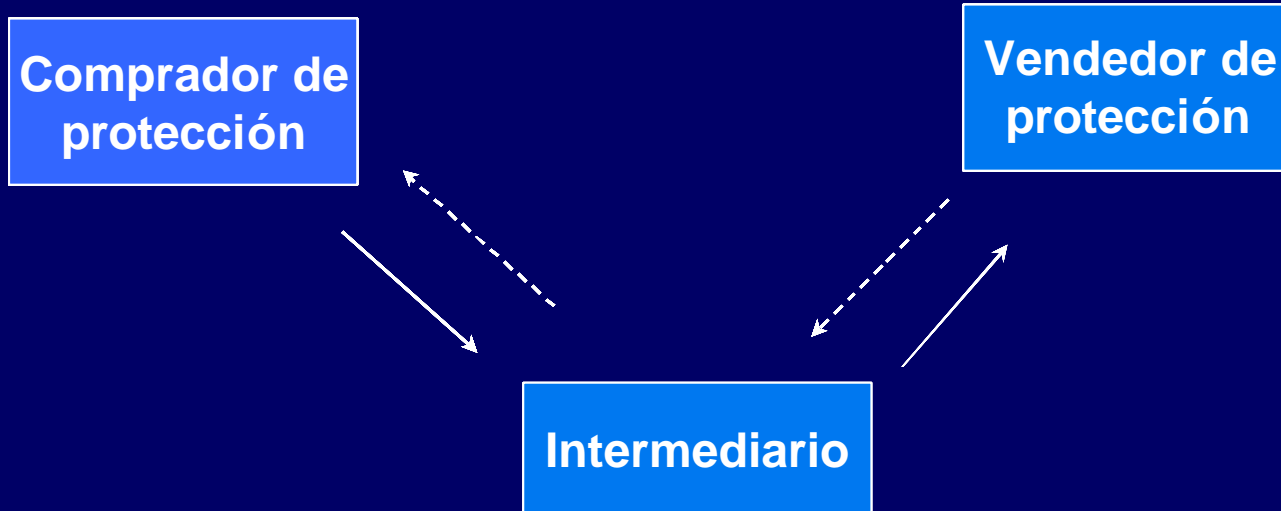 Comprador de
protección
Vendedor de
protección
Intermediario